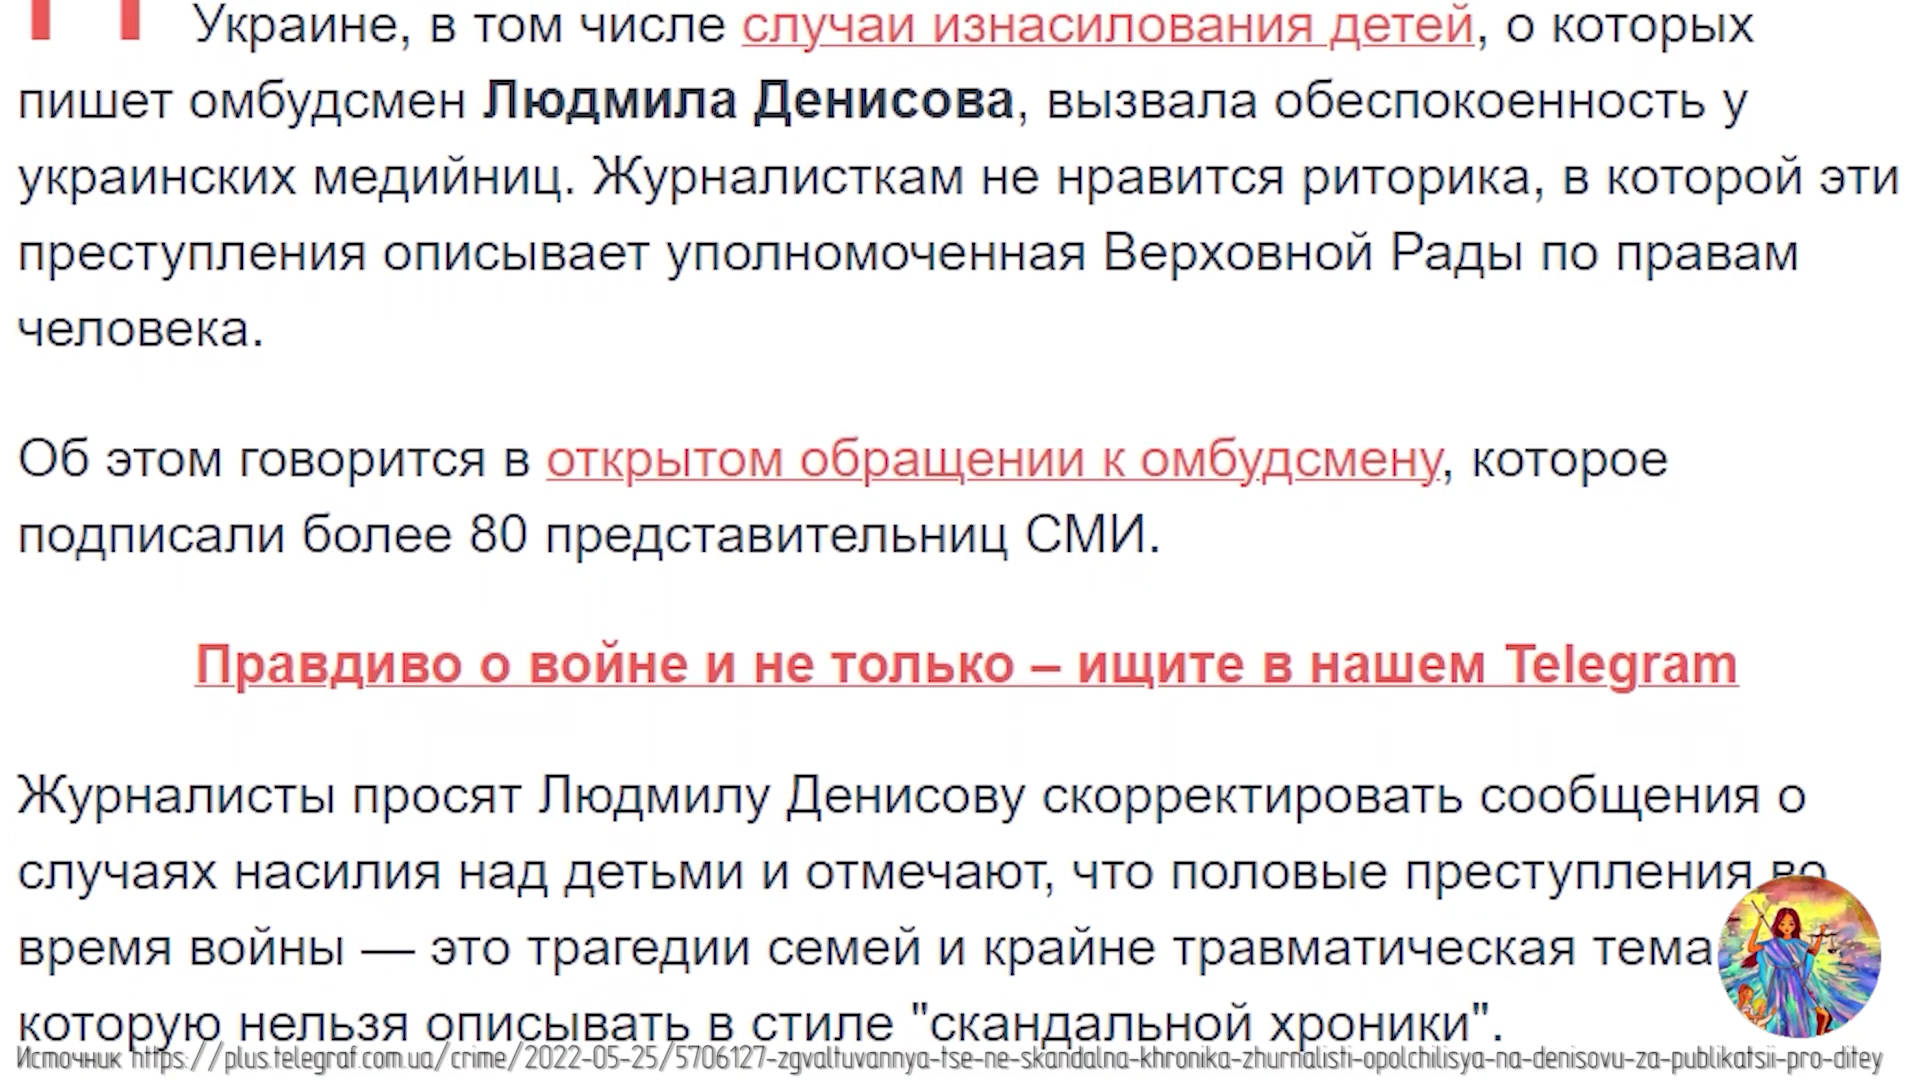 Украине, в том числе случаи изнасилования детей, о которых
пишет омбудсмен Людмила Денисова, вызвала обеспокоенность у
украинских медийниц. Журналисткам не нравится риторика, в которой эти
преступления описывает уполномоченная Верховной Рады по правам
человека.
Об этом говорится в открытом обращении к омбудсмену, которое
подписали более 80 представительниц СМИ.
Правдиво о войне и не только – ищите в нашем Telegram
Журналисты просят Людмилу Денисову скорректировать сообщения о
случаях насилия над детьми и отмечают, что половые преступления во
время войны — это трагедии семей и крайне травматическая тема
которую нельзя описывать в стиле "скандальной хроники".
Источник https://plus.telegraf.com.ua/crime/2022-05-25/5706127-zgvaltuvannya-tse-ne-skandalna-khronika-zhurnalisti-opolchilisya-na-denisovu-za-publikatsii-pro-ditey